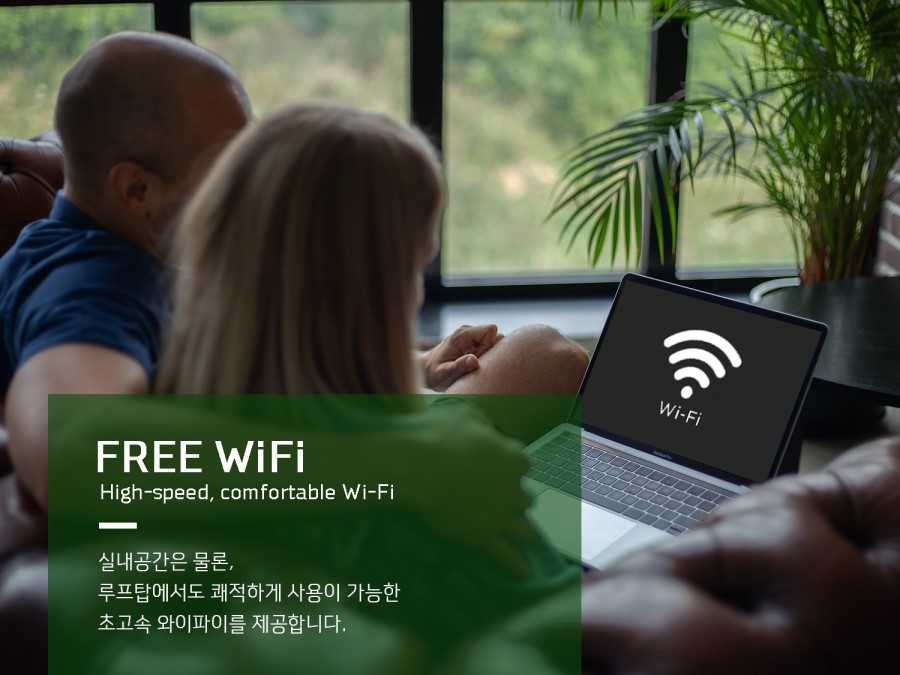 Wi-Fi
FREE WiFi
High-speed, comfortable Wi-Fi
실내공간은 물론,
루프탑에서도 쾌적하게 사용이 가능한
초고속 와이파이를 제공합니다.